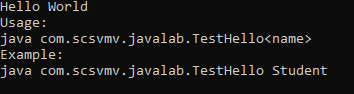 Hello World
Usage:
java com.scsvmv.javalab.TestHello<name>
Example:
java com.scsvmv.javalab.TestHello Student